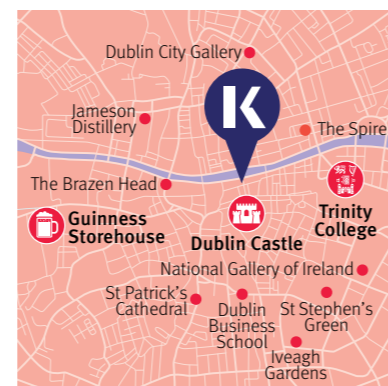 Dublin City Gallery
K
Jameson
Distillery
The Spire
The Brazen Head
Guinness
Storehouse
Dublin Castle
Trinity
College
National Gallery of Ireland
St Patrick's
Cathedral
Dublin
Business
School
St Stephen's
Green
Iveagh
Gardens